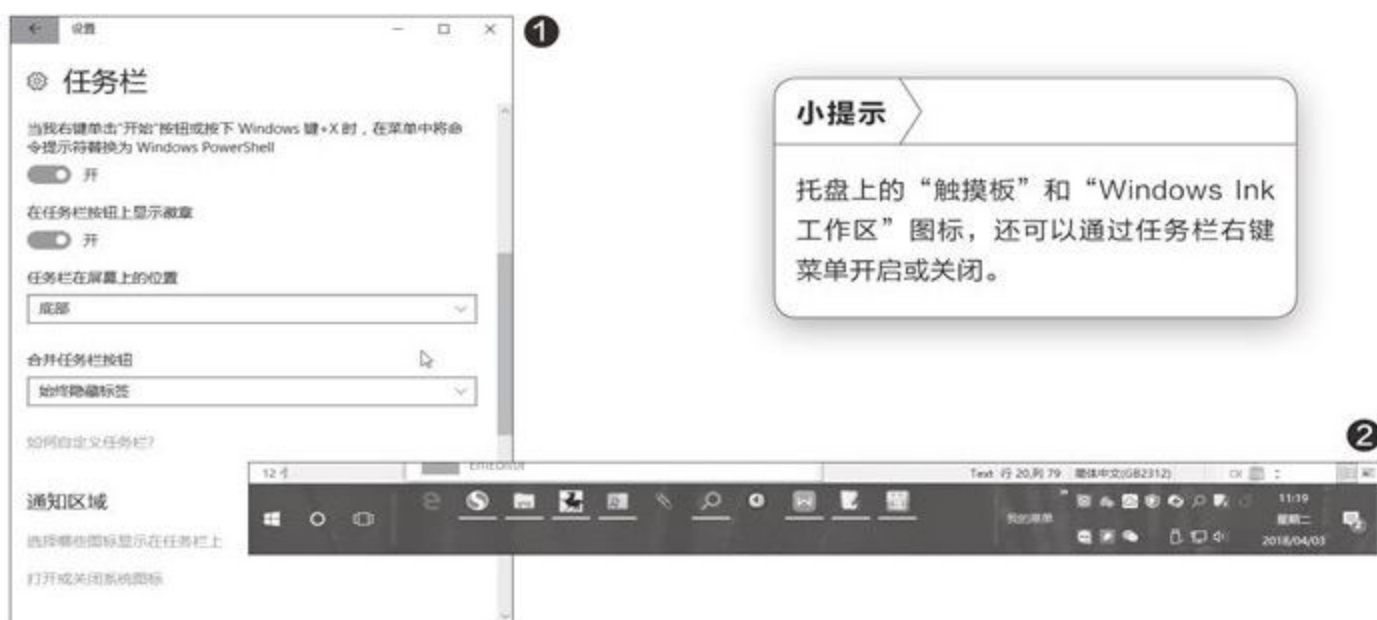 设置
❶
任务栏
当我右键单击"开始"按钮或按下 Windows 键+X 时，在菜单中将命
令提示符替换为 Windows PowerShell
开
在任务栏按钮上显示徽章
开
任务栏在屏幕上的位置
底部
合并任务栏按钮
始终隐藏标签
如何自定义任务栏?
通知区域
选择哪些图标显示在任务栏上
打开或关闭系统图标
小提示
托盘上的“触摸板”和“Windows Ink
工作区”图标，还可以通过任务栏右键
菜单开启或关闭。
❷
12 个
Text 行 20,列 79 简体中文(GB2312)
我的菜单
11:19
星期二
2018/04/03